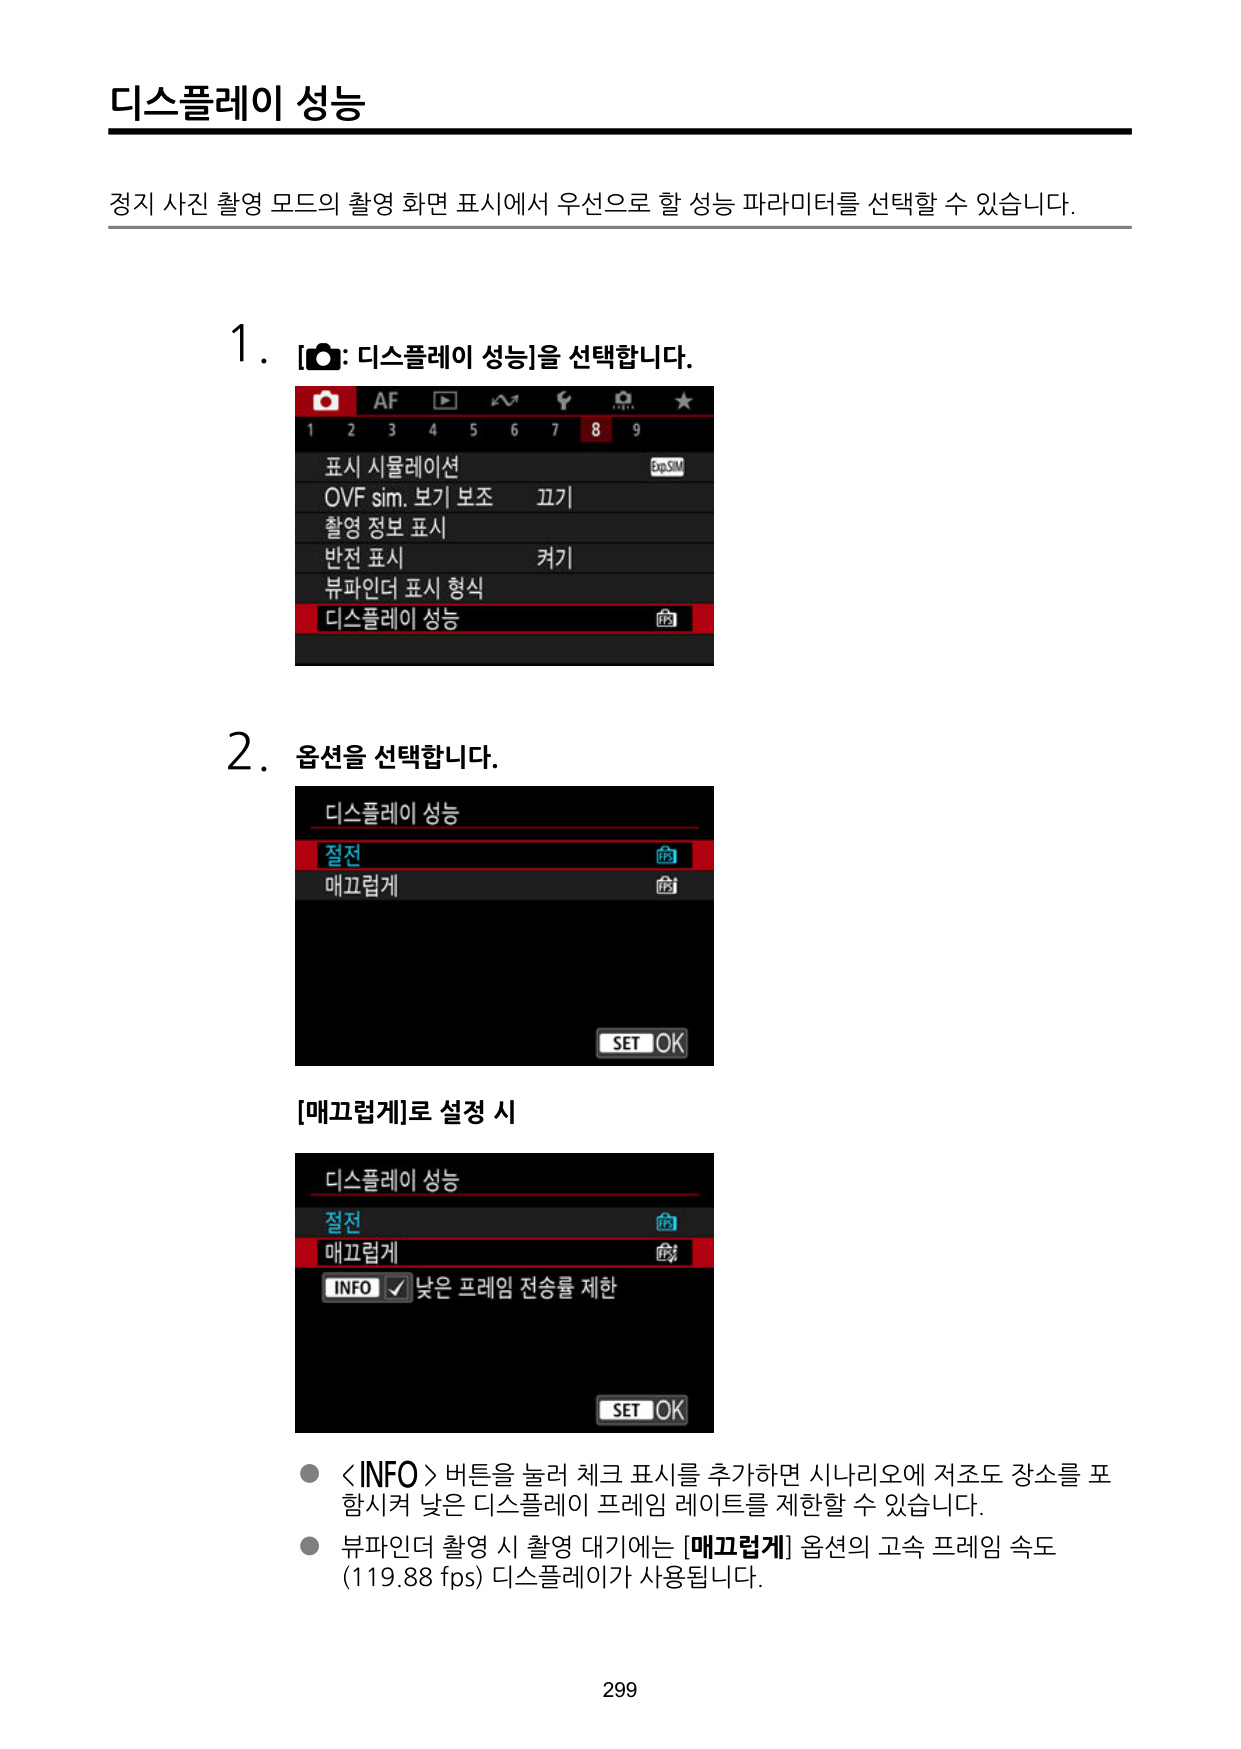 디스플레이 성능
정지 사진 촬영 모드의 촬영 화면 표시에서 우선으로 할 성능 파라미터를 선택할 수 있습니다.
1. [: 디스플레이 성능]을 선택합니다.
AF
1 2 3 4 5 6 7 8 9
표시 시뮬레이션 Exp.SIM
OVF sim. 보기 보조 끄기
촬영 정보 표시
반전 표시 켜기
뷰파인더 표시 형식
디스플레이 성능 FPS
2. 옵션을 선택합니다.
디스플레이 성능
절전 FPS
매끄럽게 FPS
SET OK
[매끄럽게]로 설정 시
디스플레이 성능
절전 FPS
매끄럽게 FPS
INFO ✓ 낮은 프레임 전송률 제한
SET OK
● <INFO> 버튼을 눌러 체크 표시를 추가하면 시나리오에 저조도 장소를 포
함시켜 낮은 디스플레이 프레임 레이트를 제한할 수 있습니다.
● 뷰파인더 촬영 시 촬영 대기에는 [매끄럽게] 옵션의 고속 프레임 속도
(119.88 fps) 디스플레이가 사용됩니다.
299